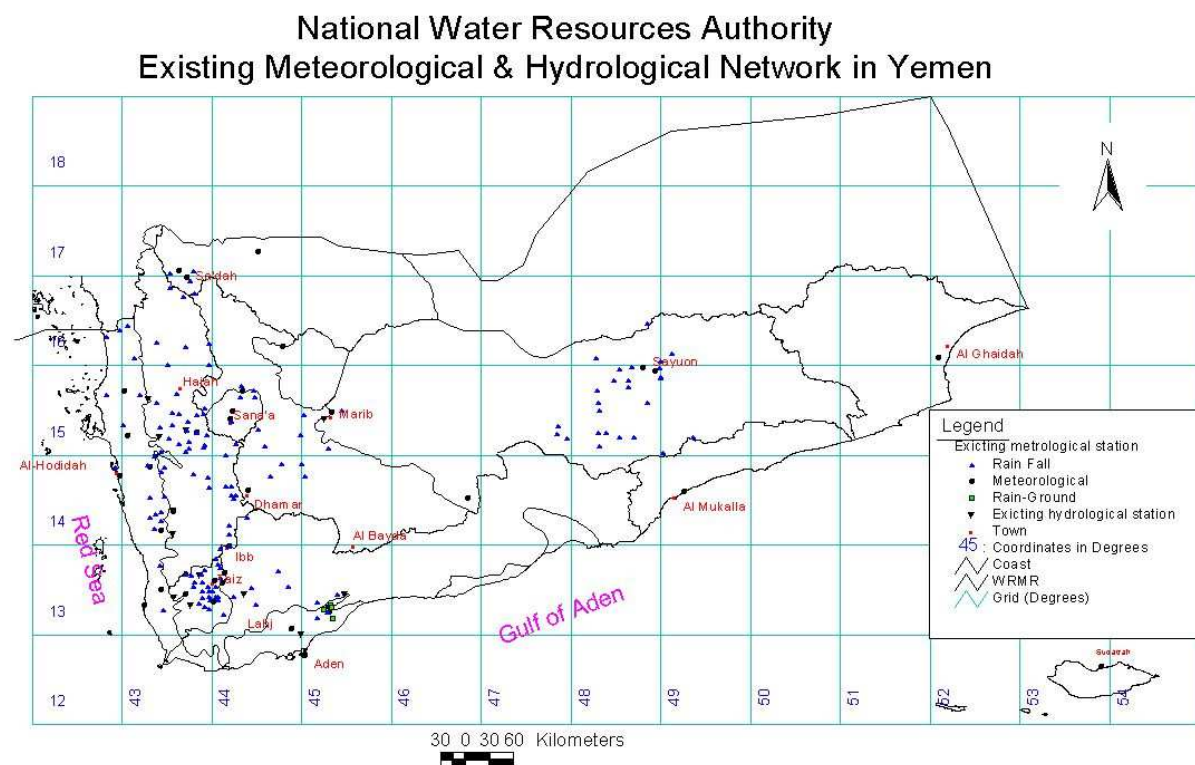 National Water Resources Authority
Existing Meteorological & Hydrological Network in Yemen
N
18
17
Sa'dah
16
Sayuon
Al Ghaidah
Hajah
Sana'a
Marib
15
Al-Hodidah
Dhamar
Al Mukalla
14
Al Bayda
Red Sea
Ibb
Taiz
13
Lahj
Gulf of Aden
Aden
12
43
44
45
46
47
48
49
50
51
52
53
54
Legend
Existing metrological station
Rain Fall
Meteorological
Rain-Ground
Exicting hydrological station
Town
45 : Coordinates in Degrees
Coast
WRMR
Grid (Degrees)
30 0 30 60 Kilometers